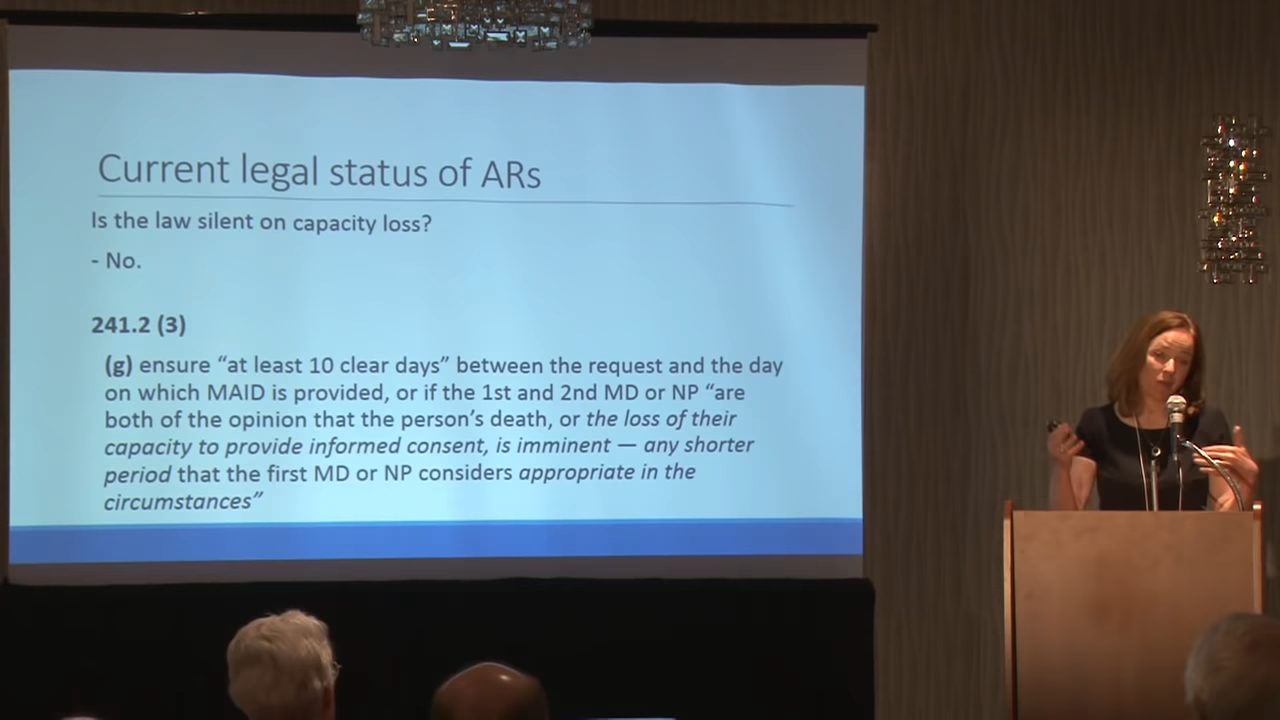 Current legal status of ARs
Is the law silent on capacity loss?
- No.
241.2 (3)
(g) ensure “at least 10 clear days” between the request and the day
on which MAID is provided, or if the 1st and 2nd MD or NP “are
both of the opinion that the person’s death, or the loss of their
capacity to provide informed consent, is imminent — any shorter
period that the first MD or NP considers appropriate in the
circumstances”